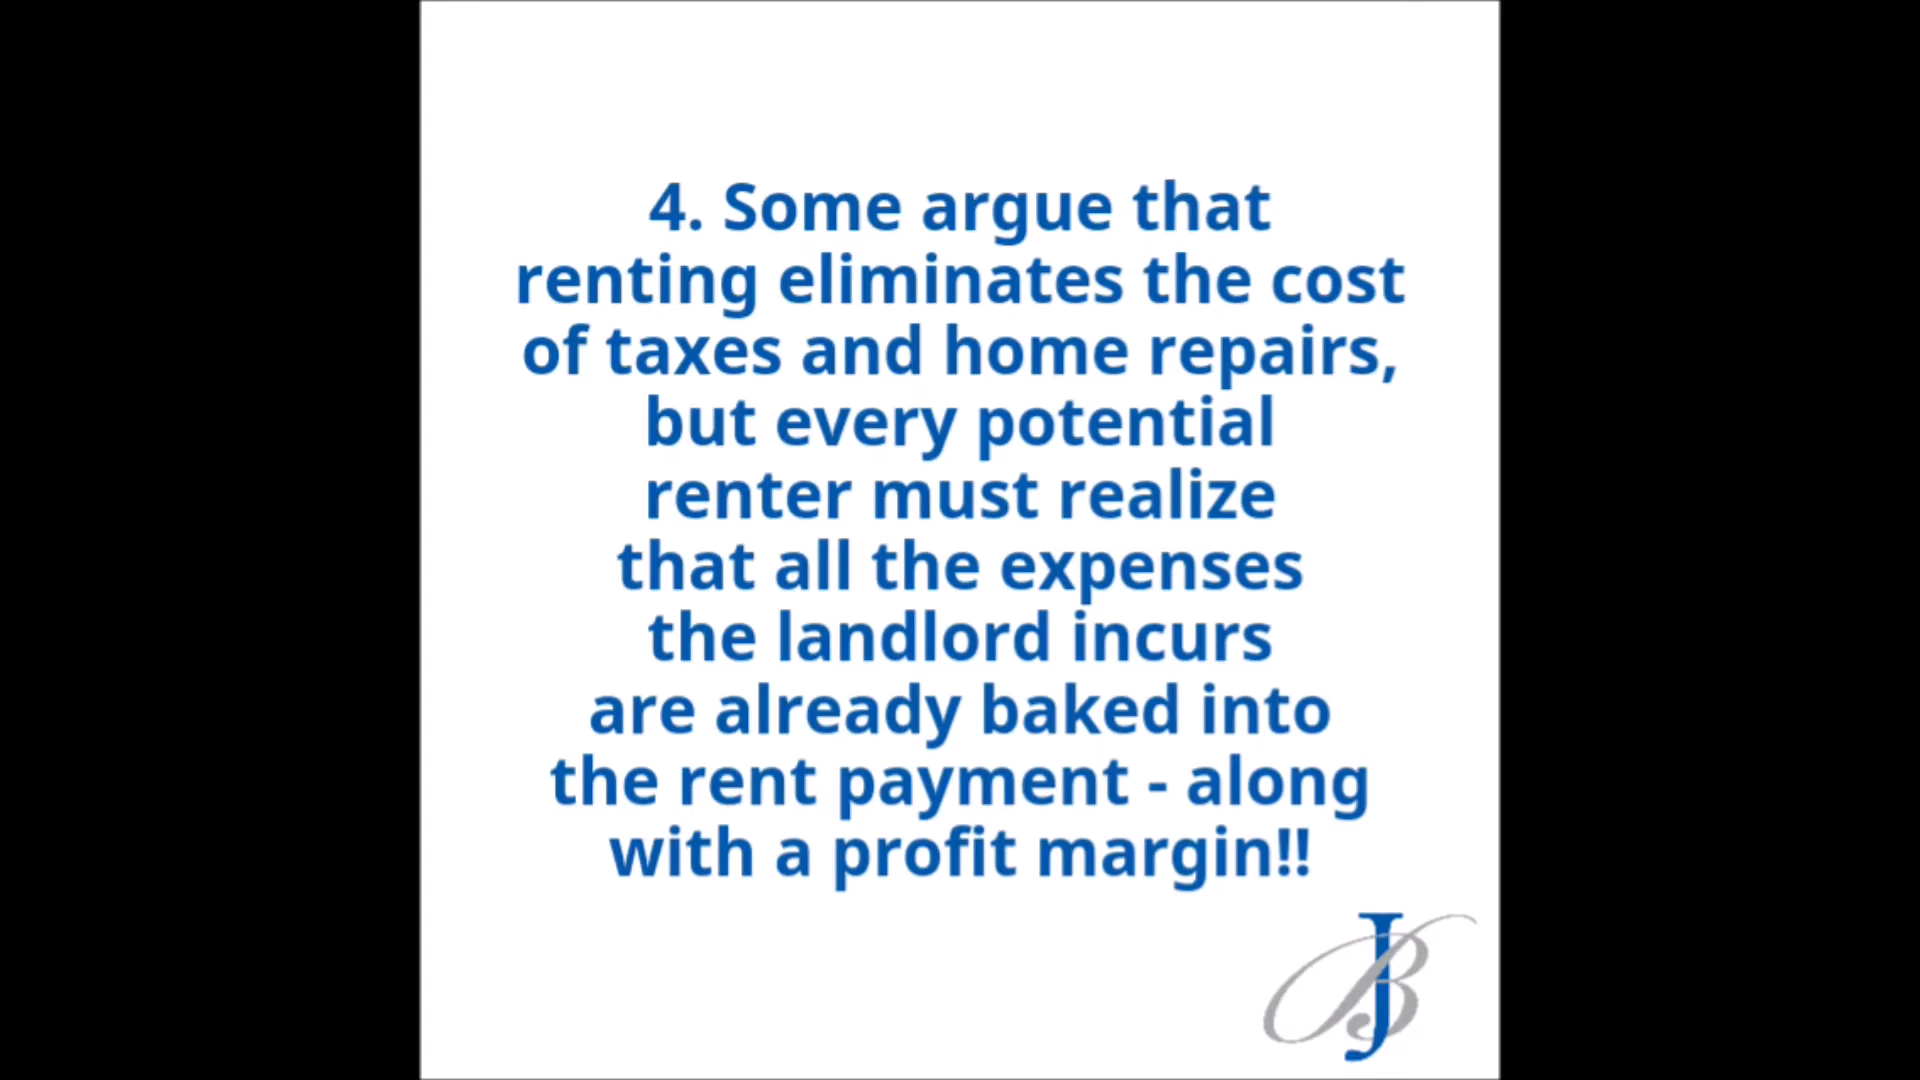 4. Some argue that
renting eliminates the cost
of taxes and home repairs,
but every potential
renter must realize
that all the expenses
the landlord incurs
are already baked into
the rent payment - along
with a profit margin!!
JB